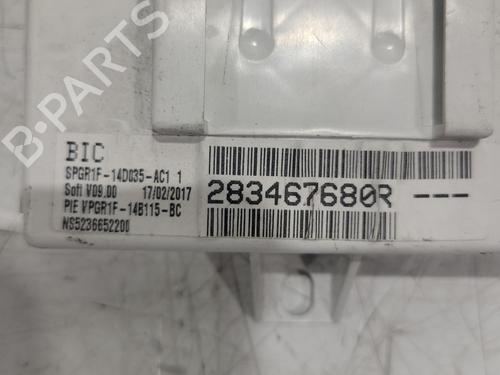 B-PARTS
BIC
SPGR1F-14D035-AC1 1
Soft V09.00 17/02/2017
PIE VPGR1F-14B115-BC
NS5236652200
283467680R ---